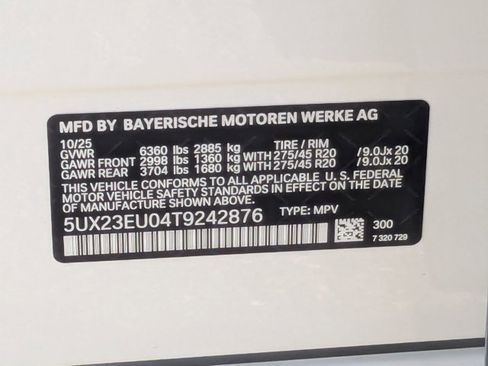 MFD BY BAYERISCHE MOTOREN WERKE AG
10/25 TIRE / RIM
GVWR 6360 lbs 2885 kg
GAWR FRONT 2998 lbs 1360 kg WITH 275/45 R20 /9.0Jx 20
GAWR REAR 3704 lbs 1680 kg WITH 275/45 R20 /9.0Jx 20
THIS VEHICLE CONFORMS TO ALL APPLICABLE U.S. FEDERAL
MOTOR VEHICLE SAFETY STANDARDS IN EFFECT ON THE DATE
OF MANUFACTURE SHOWN ABOVE.
5UX23EU04T9242876 TYPE: MPV
300
7 320 729